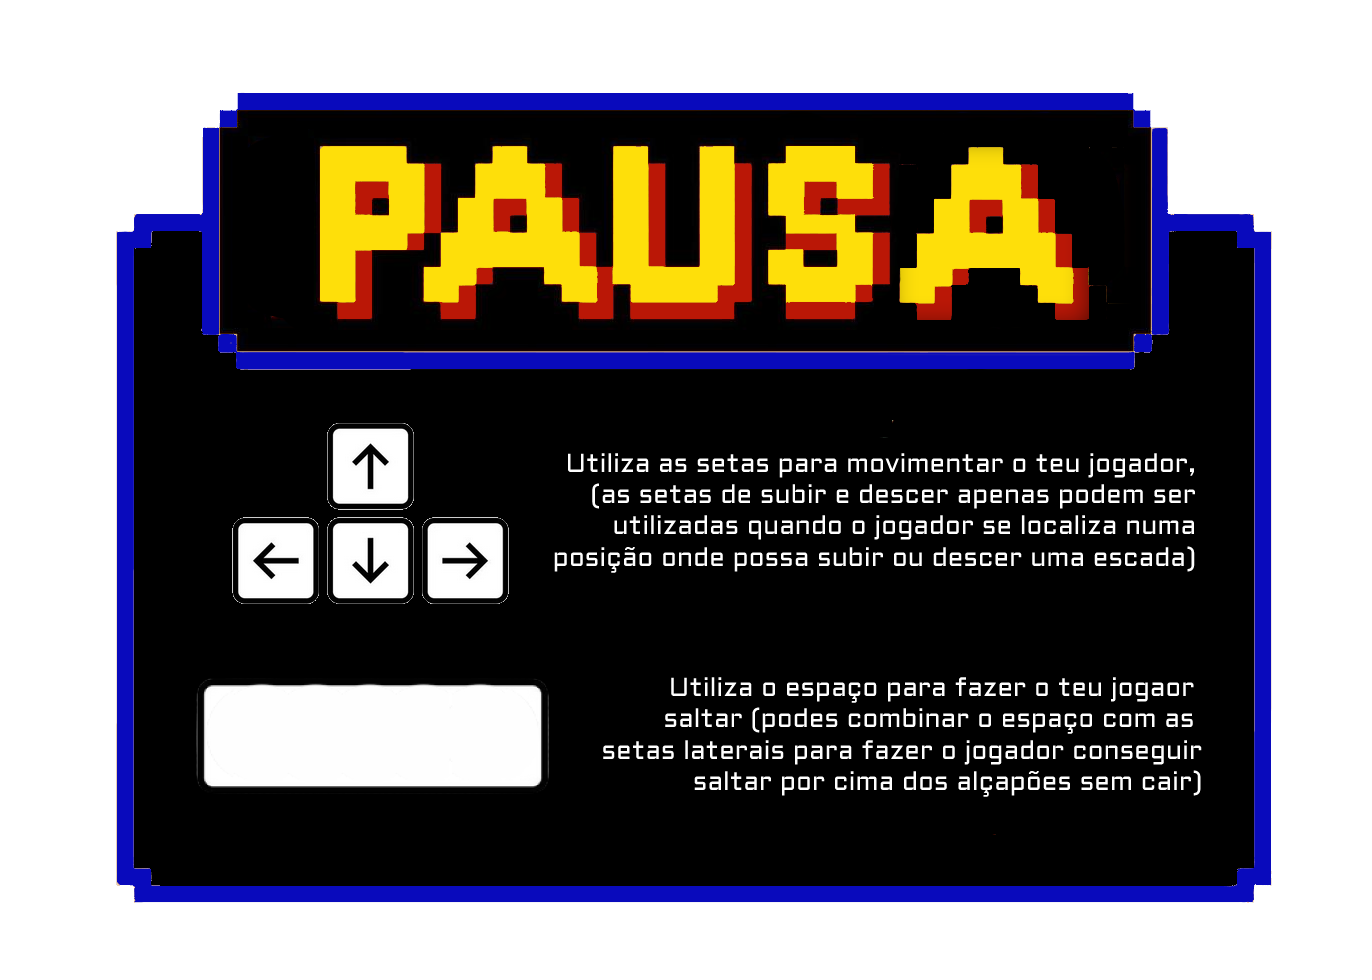 PAUSA
Utiliza as setas para movimentar o teu jogador,
(as setas de subir e descer apenas podem ser
utilizadas quando o jogador se localiza numa
posição onde possa subir ou descer uma escada)
Utiliza o espaço para fazer o teu jogaor
saltar (podes combinar o espaço com as
setas laterais para fazer o jogador conseguir
saltar por cima dos alçapões sem cair)